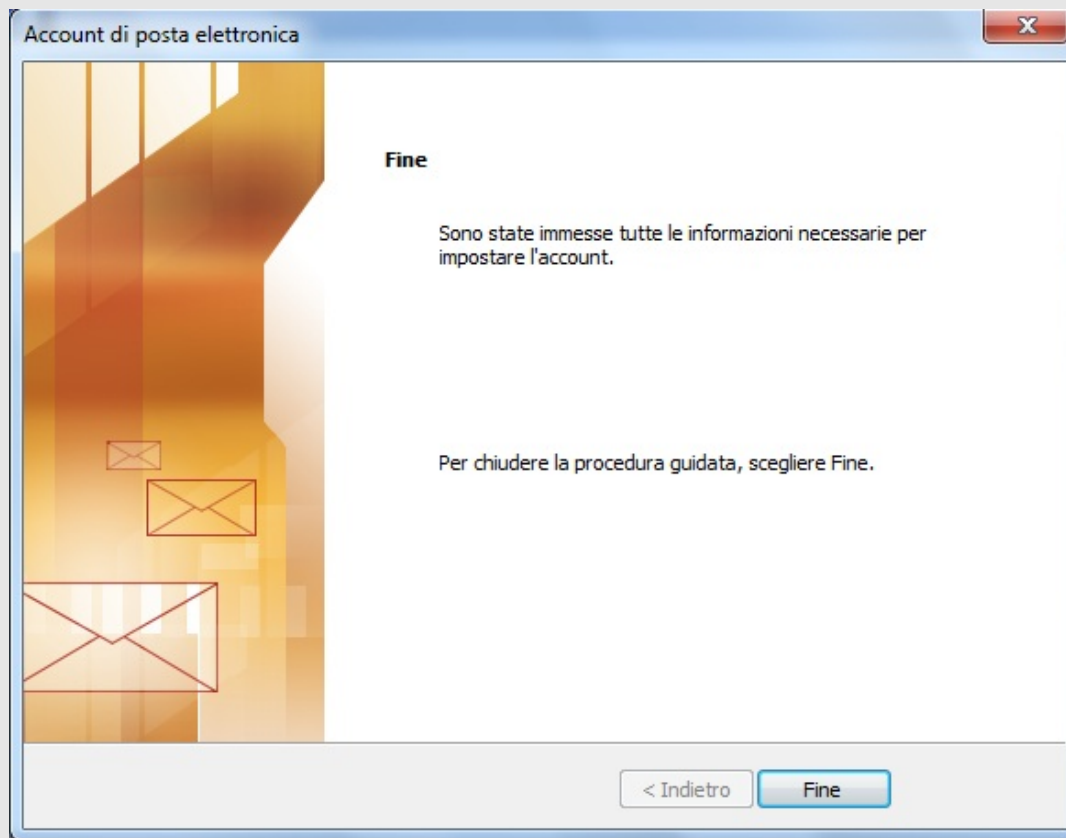 Account di posta elettronica
X
Fine
Sono state immesse tutte le informazioni necessarie per
impostare l'account.
Per chiudere la procedura guidata, scegliere Fine.
< Indietro
Fine